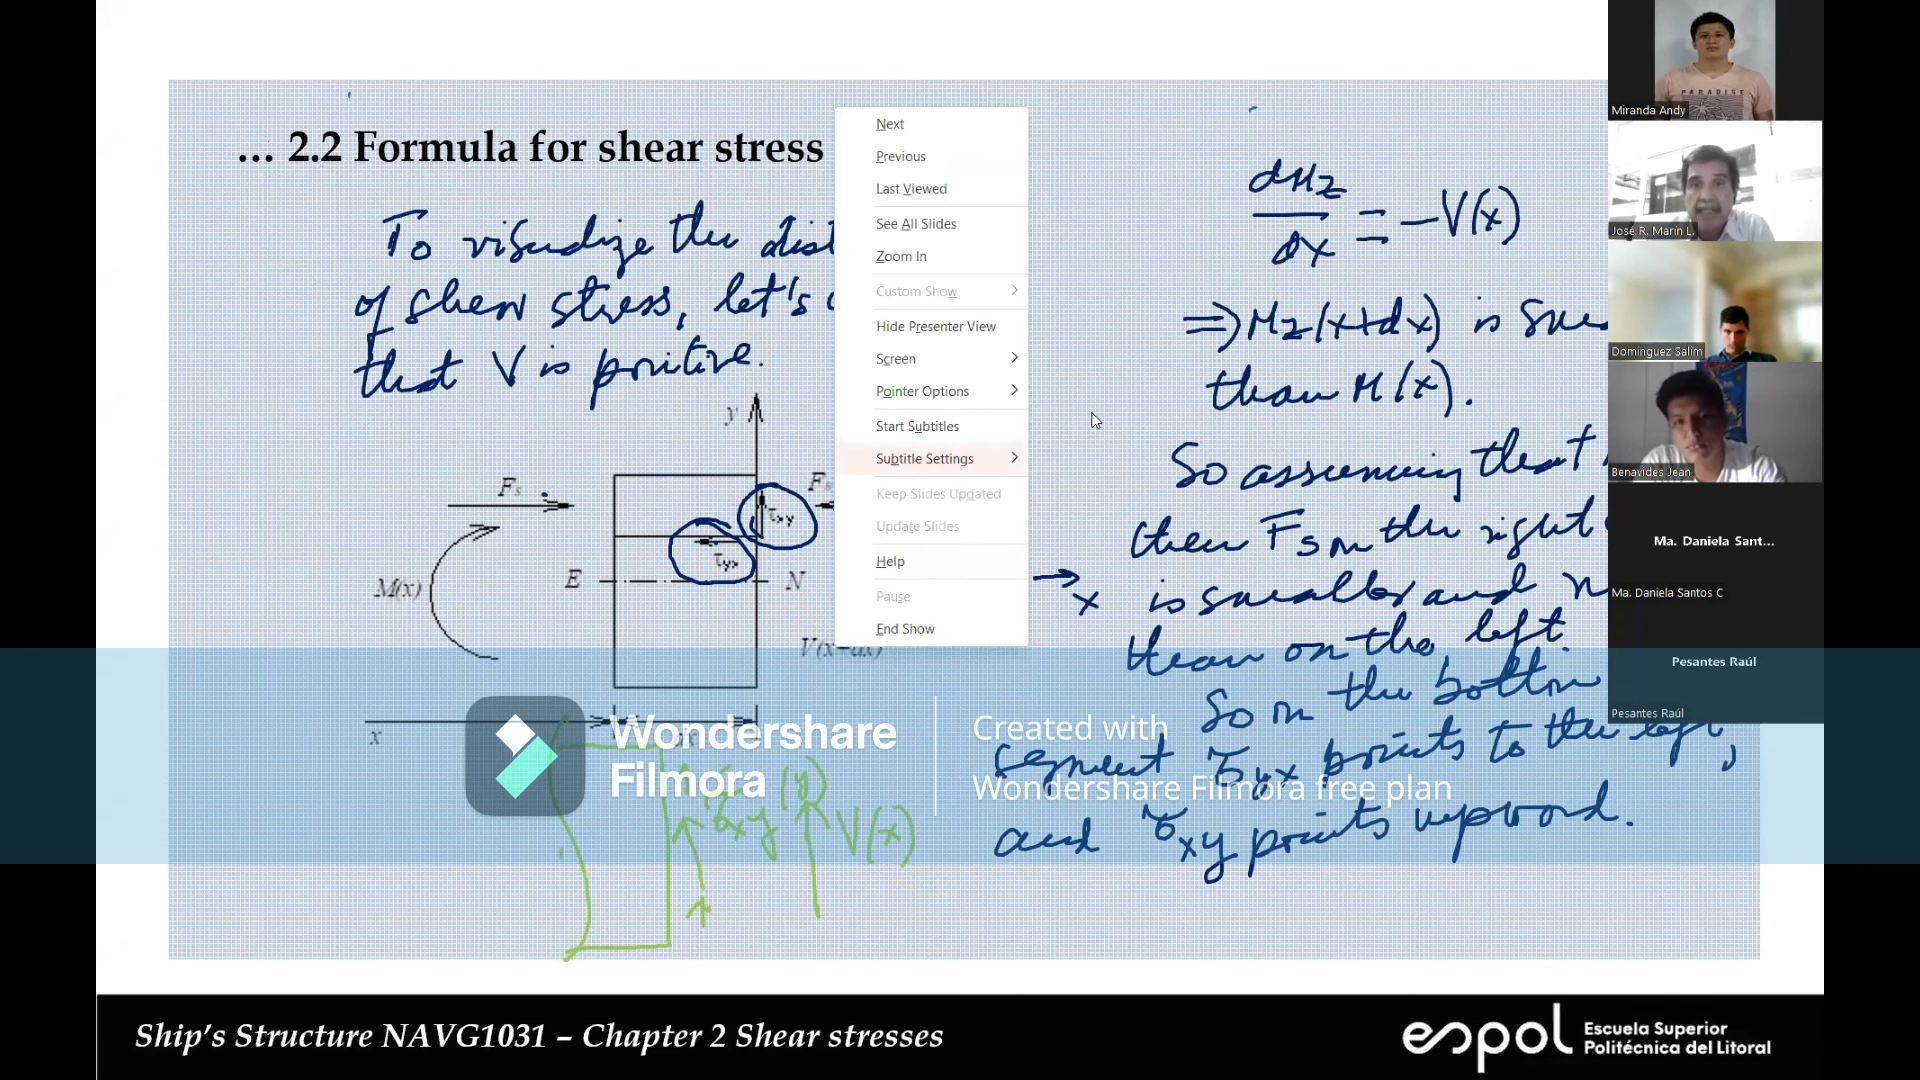 ... 2.2 Formula for shear stress
To visualize the dist
of shear stress, let's
that V is positive.
y
Fs
Fs
τxy
τyx
M(x)
E
N
V(x+dx)
x
dx
τxy (y)
V(x)
Next
Previous
Last Viewed
See All Slides
Zoom In
Custom Show
Hide Presenter View
Screen
Pointer Options
Start Subtitles
Subtitle Settings
Keep Slides Updated
Update Slides
Help
Pause
End Show
dMz
dx
= -V(x)
⇒ Mz(x+dx) is
than M(x).
So assuming that
then Fs on the right
x
is smaller and
than on the left
So on the bottom
segment τyx points to the left,
and τxy points upward.
Wondershare
Filmora
Created with
Wondershare Filmora free plan
Miranda Andy
PARADISE
José R. Marín L.
Dominguez Salim
Benavides Jean
Ma. Daniela Sant...
Ma. Daniela Santos C
Pesantes Raúl
Pesantes Raúl
Ship's Structure NAVG1031 – Chapter 2 Shear stresses
espol
Escuela Superior
Politécnica del Litoral